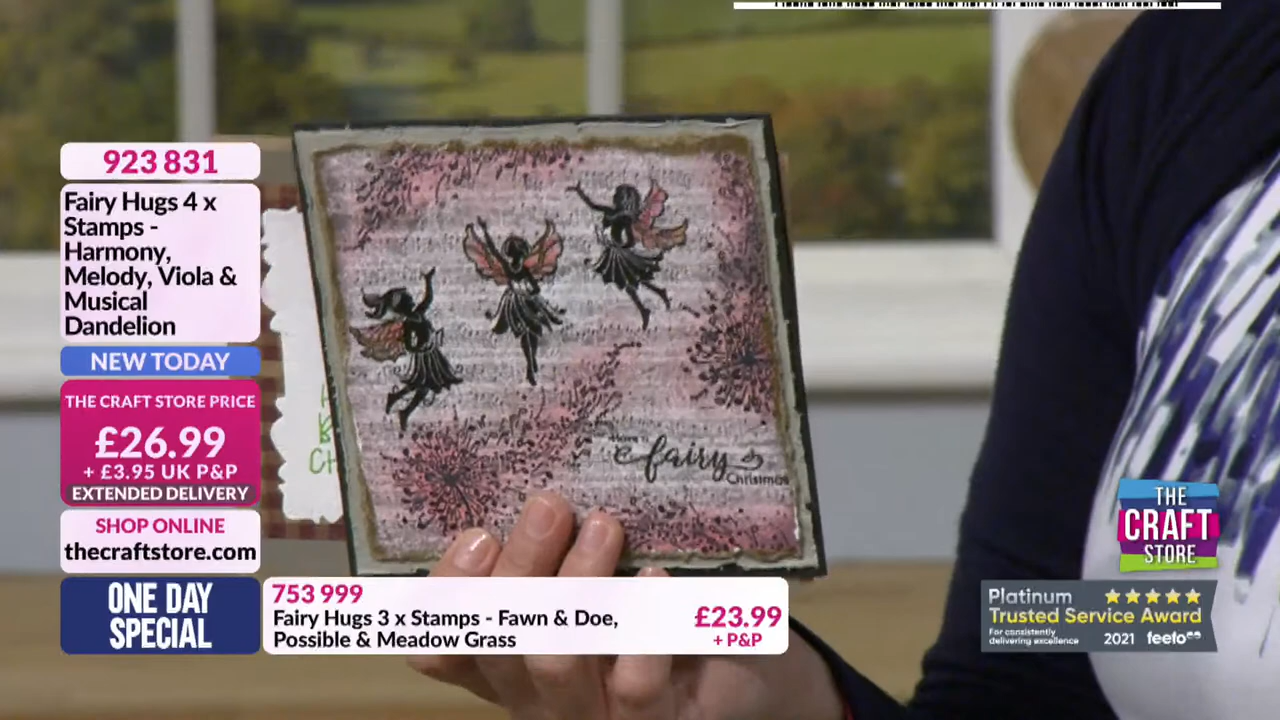 923 831
Fairy Hugs 4 x
Stamps -
Harmony,
Melody, Viola &
Musical
Dandelion
NEW TODAY
THE CRAFT STORE PRICE
£26.99
+ £3.95 UK P&P
EXTENDED DELIVERY
SHOP ONLINE
thecraftstore.com
ONE DAY
SPECIAL
753 999
Fairy Hugs 3 x Stamps - Fawn & Doe,
Possible & Meadow Grass
£23.99
+ P&P
fairy
Christmas
THE
CRAFT
STORE
Platinum
Trusted Service Award
For consistently
delivering excellence
2021 feefo